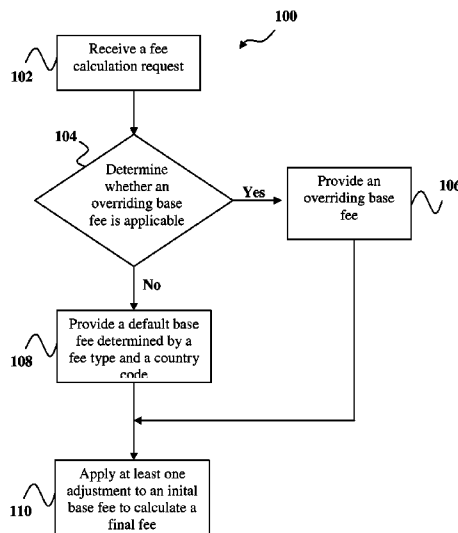 100
Receive a fee
calculation request
102
104
Determine
whether an
overriding base
fee is applicable
Yes
Provide an
overriding base
fee
106
No
Provide a default base
fee determined by a
fee type and a country
code
108
Apply at least one
adjustment to an inital
base fee to calculate a
final fee
110